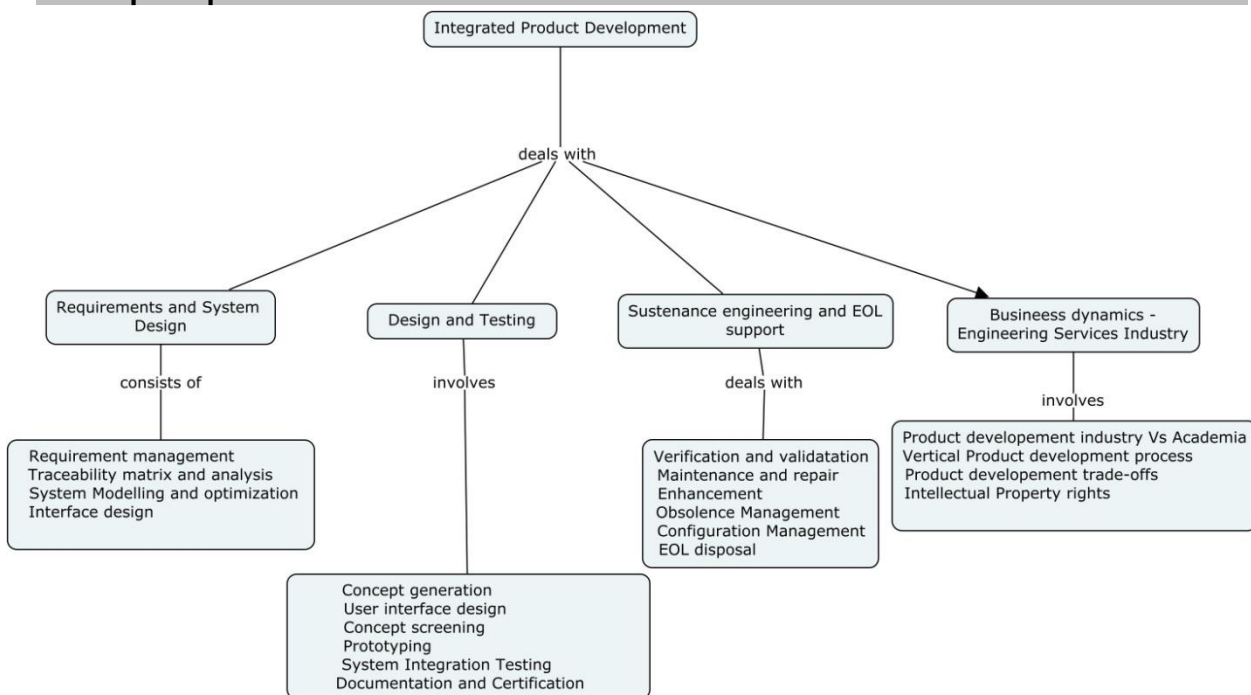 Integrated Product Development
deals with
Requirements and System
Design
Design and Testing
Sustenance engineering and EOL
support
Busineess dynamics -
Engineering Services Industry
consists of
involves
deals with
involves
Requirement management
Traceability matrix and analysis
System Modelling and optimization
Interface design
Concept generation
User interface design
Concept screening
Prototyping
System Integration Testing
Documentation and Certification
Verification and validatation
Maintenance and repair
Enhancement
Obsolence Management
Configuration Management
EOL disposal
Product developement industry Vs Academia
Vertical Product development process
Product developement trade-offs
Intellectual Property rights